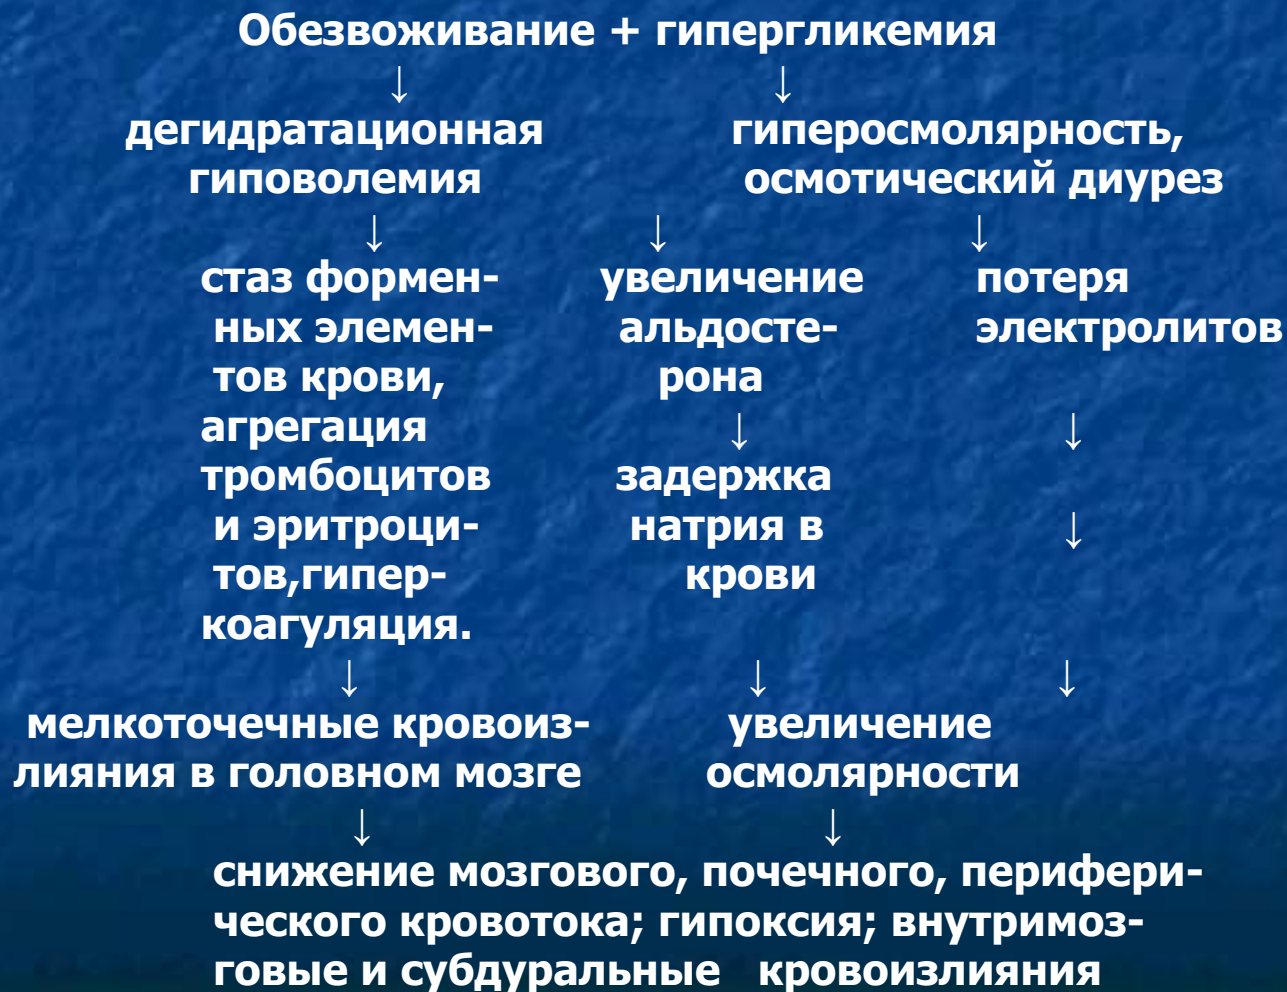 Обезвоживание + гипергликемия
↓ ↓
дегидратационная гиперосмолярность,
гиповолемия осмотический диурез
↓ ↓ ↓
стаз формен- увеличение потеря
ных элемен- альдосте- электролитов
тов крови, рона
агрегация ↓ ↓
тромбоцитов задержка
и эритроци- натрия в ↓
тов,гипер- крови
коагуляция.
↓ ↓ ↓
мелкоточечные кровоиз- увеличение
лияния в головном мозге осмолярности
↓ ↓
снижение мозгового, почечного, перифери-
ческого кровотока; гипоксия; внутримоз-
говые и субдуральные кровоизлияния